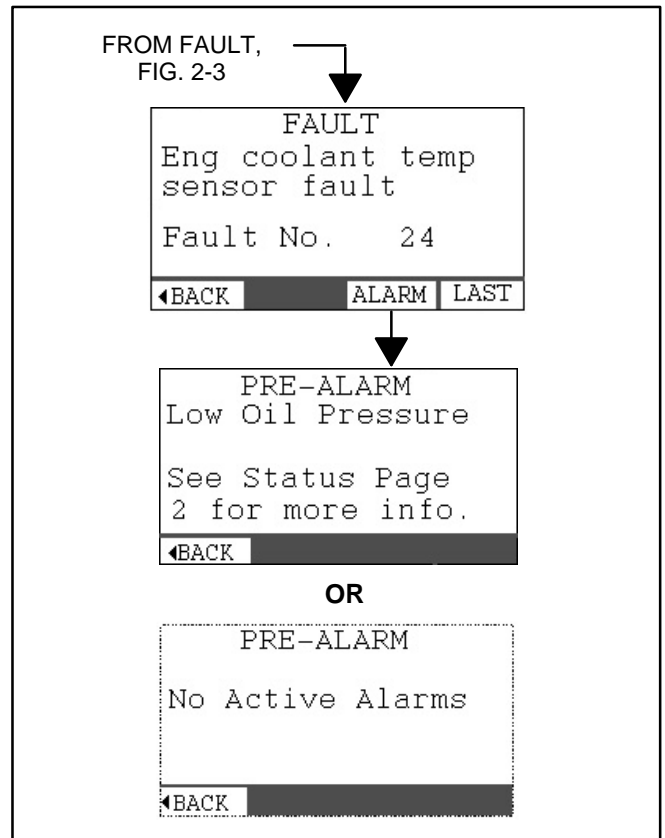 FROM FAULT,
FIG. 2-3
FAULT
Eng coolant temp
sensor fault
Fault No. 24
◀BACK ALARM LAST
PRE-ALARM
Low Oil Pressure
See Status Page
2 for more info.
◀BACK
OR
PRE-ALARM
No Active Alarms
◀BACK